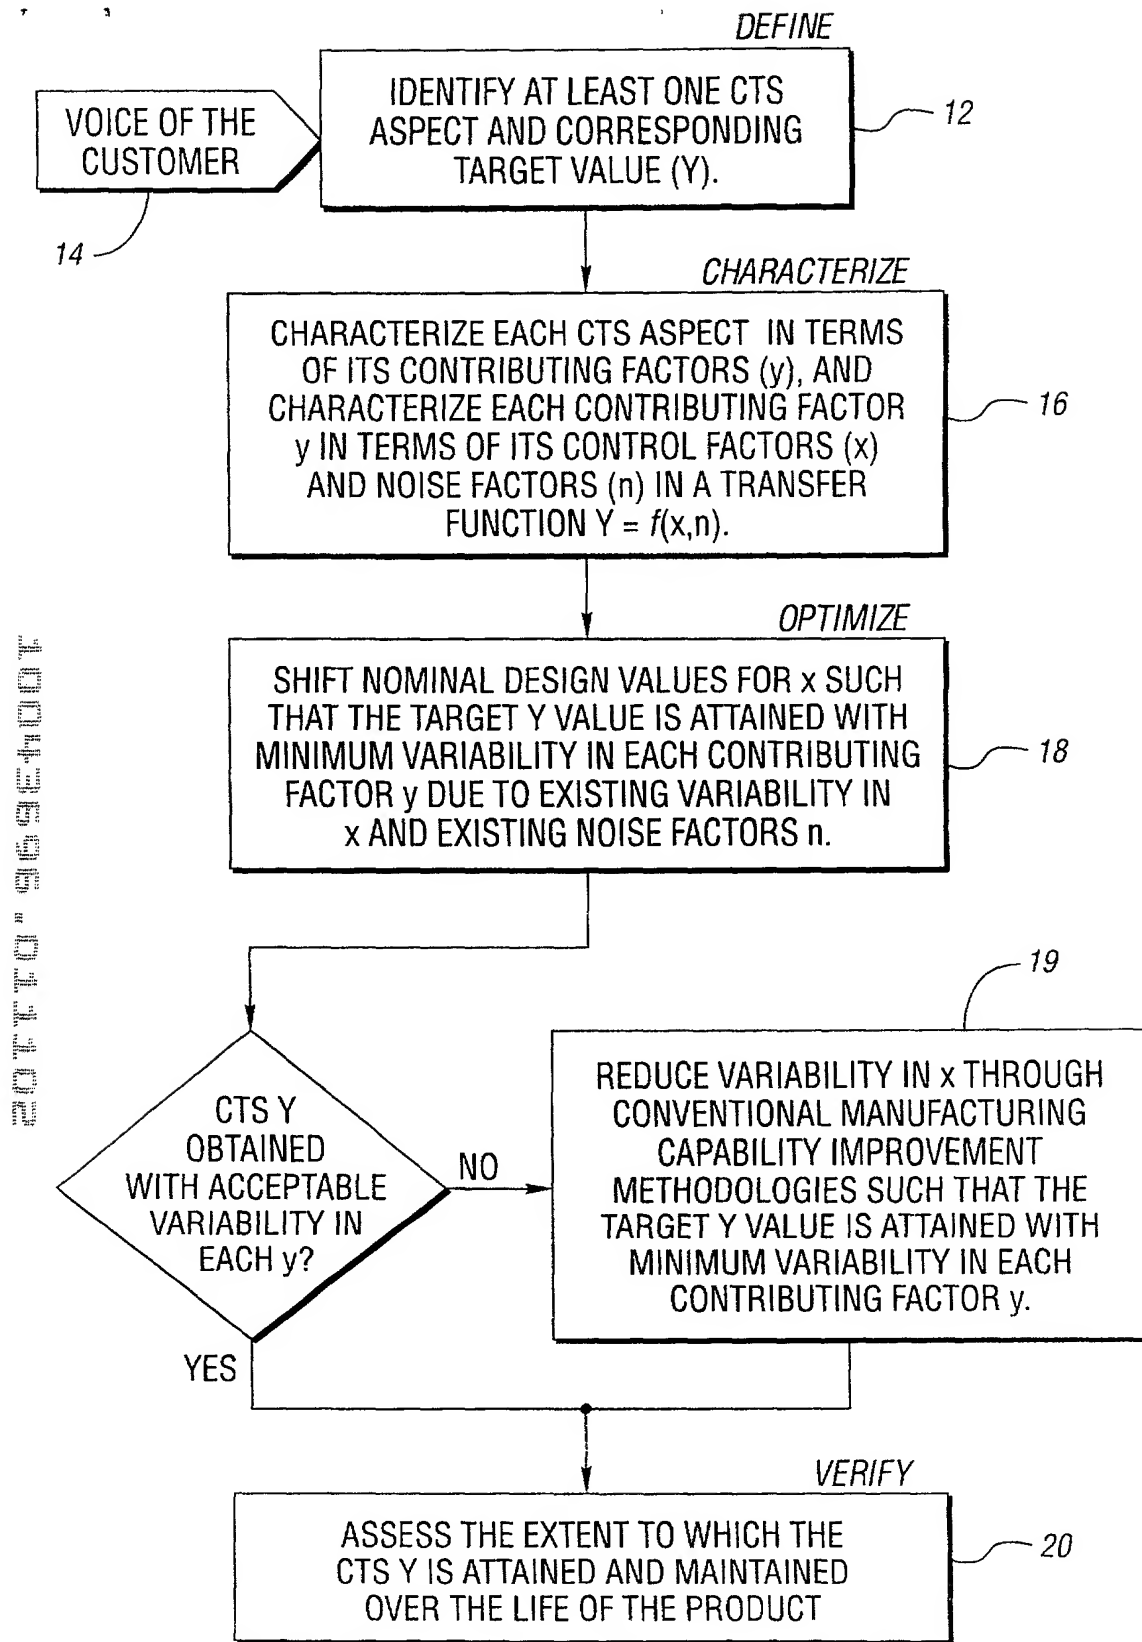 DEFINE
IDENTIFY AT LEAST ONE CTS
ASPECT AND CORRESPONDING
TARGET VALUE (Y).
12
VOICE OF THE
CUSTOMER
14
CHARACTERIZE
CHARACTERIZE EACH CTS ASPECT IN TERMS
OF ITS CONTRIBUTING FACTORS (y), AND
CHARACTERIZE EACH CONTRIBUTING FACTOR
y IN TERMS OF ITS CONTROL FACTORS (x)
AND NOISE FACTORS (n) IN A TRANSFER
FUNCTION Y = f(x,n).
16
OPTIMIZE
SHIFT NOMINAL DESIGN VALUES FOR x SUCH
THAT THE TARGET Y VALUE IS ATTAINED WITH
MINIMUM VARIABILITY IN EACH CONTRIBUTING
FACTOR y DUE TO EXISTING VARIABILITY IN
x AND EXISTING NOISE FACTORS n.
18
CTS Y
OBTAINED
WITH ACCEPTABLE
VARIABILITY IN
EACH y?
NO
YES
19
REDUCE VARIABILITY IN x THROUGH
CONVENTIONAL MANUFACTURING
CAPABILITY IMPROVEMENT
METHODOLOGIES SUCH THAT THE
TARGET Y VALUE IS ATTAINED WITH
MINIMUM VARIABILITY IN EACH
CONTRIBUTING FACTOR y.
VERIFY
ASSESS THE EXTENT TO WHICH THE
CTS Y IS ATTAINED AND MAINTAINED
OVER THE LIFE OF THE PRODUCT
20